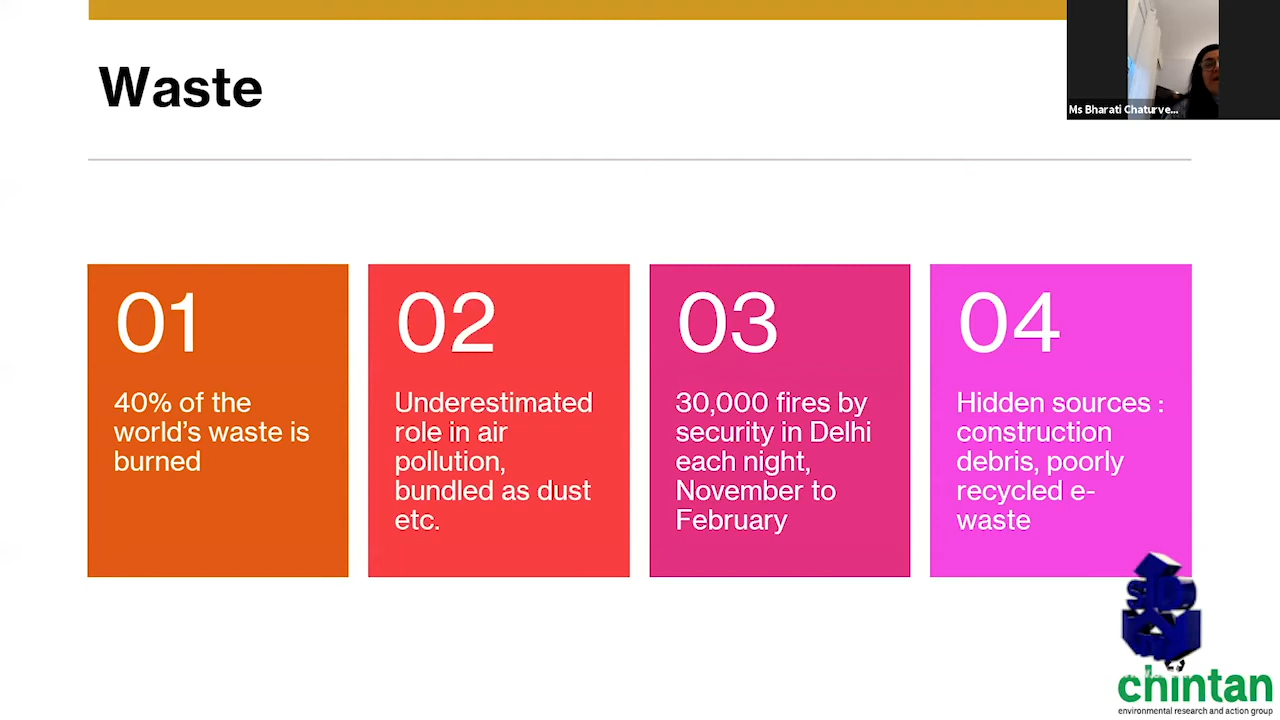 Waste
Ms Bharati Chaturve...
01
40% of the
world's waste is
burned
02
Underestimated
role in air
pollution,
bundled as dust
etc.
03
30,000 fires by
security in Delhi
each night,
November to
February
04
Hidden sources :
construction
debris, poorly
recycled e-
waste
chintan
environmental research and action group